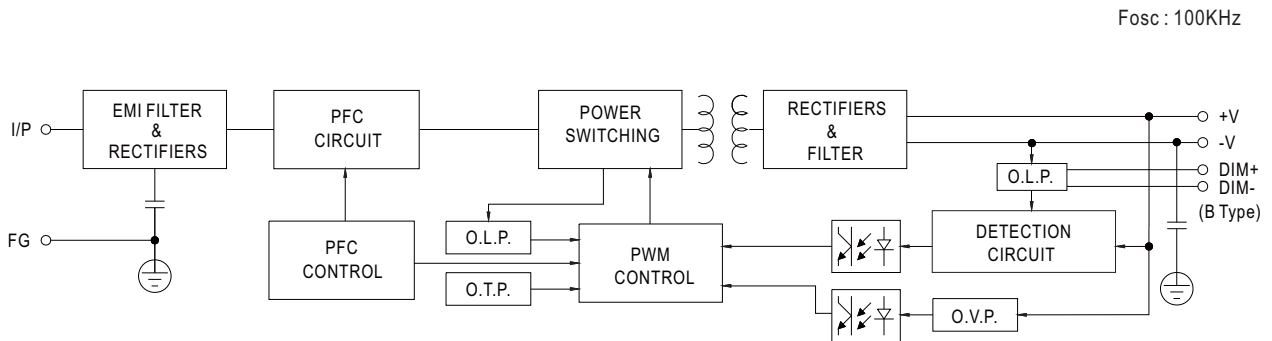 Fosc : 100KHz
I/P
EMI FILTER
&
RECTIFIERS
PFC
CIRCUIT
POWER
SWITCHING
RECTIFIERS
&
FILTER
+V
-V
DIM+
DIM-
(B Type)
O.L.P.
FG
PFC
CONTROL
O.L.P.
O.T.P.
PWM
CONTROL
DETECTION
CIRCUIT
O.V.P.